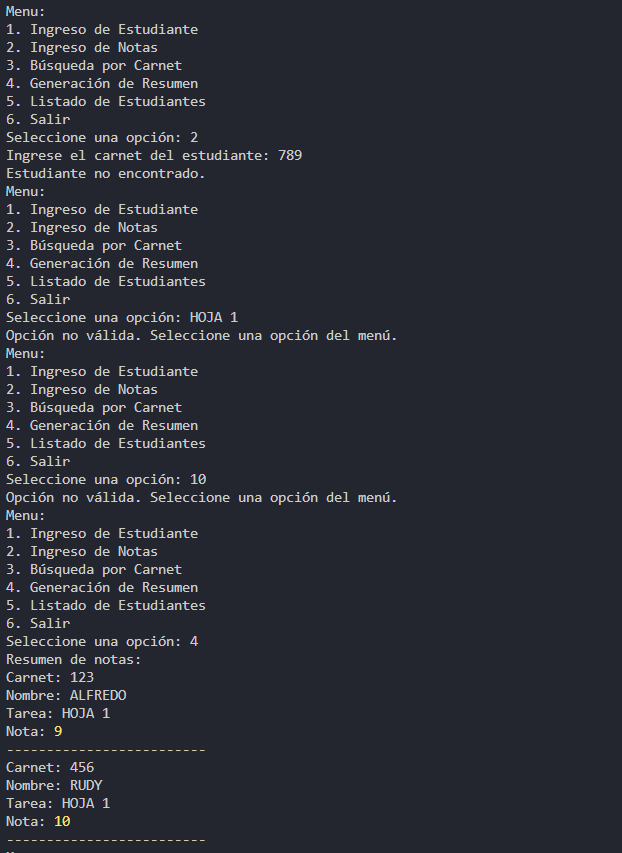 Menu:
1. Ingreso de Estudiante
2. Ingreso de Notas
3. Búsqueda por Carnet
4. Generación de Resumen
5. Listado de Estudiantes
6. Salir
Seleccione una opción: 2
Ingrese el carnet del estudiante: 789
Estudiante no encontrado.
Menu:
1. Ingreso de Estudiante
2. Ingreso de Notas
3. Búsqueda por Carnet
4. Generación de Resumen
5. Listado de Estudiantes
6. Salir
Seleccione una opción: HOJA 1
Opción no válida. Seleccione una opción del menú.
Menu:
1. Ingreso de Estudiante
2. Ingreso de Notas
3. Búsqueda por Carnet
4. Generación de Resumen
5. Listado de Estudiantes
6. Salir
Seleccione una opción: 10
Opción no válida. Seleccione una opción del menú.
Menu:
1. Ingreso de Estudiante
2. Ingreso de Notas
3. Búsqueda por Carnet
4. Generación de Resumen
5. Listado de Estudiantes
6. Salir
Seleccione una opción: 4
Resumen de notas:
Carnet: 123
Nombre: ALFREDO
Tarea: HOJA 1
Nota: 9
-------------------------
Carnet: 456
Nombre: RUDY
Tarea: HOJA 1
Nota: 10
-------------------------